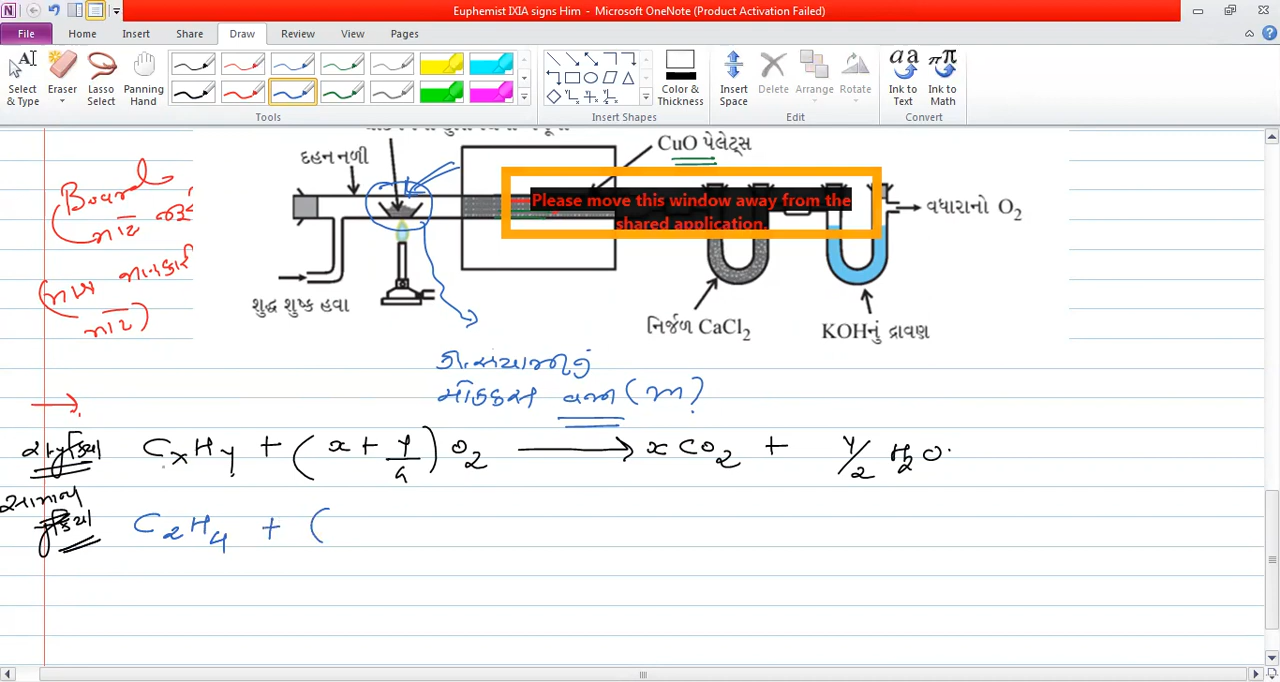 Euphemist IXIA signs Him - Microsoft OneNote (Product Activation Failed)
File Home Insert Share Draw Review Pages View
Select & Type Eraser Lasso Select Panning Hand
Color & Thickness Insert Space Delete Arrange Rotate Ink to Text Ink to Math
Tools Insert Shapes Edit Convert
CuO પેલેટ્સ
દહન નળી
Please move this window away from the
shared application.
વધારાનો O2
શુદ્ધ શુષ્ક હવા
નિર્જળ CaCl2
KOHનું દ્રાવણ
Board
માટે
માટે)
વજન (m)
CxHy + (x + y/4) O2 → x CO2 + y/2 H2O
સામાન્ય
C2H4 + (